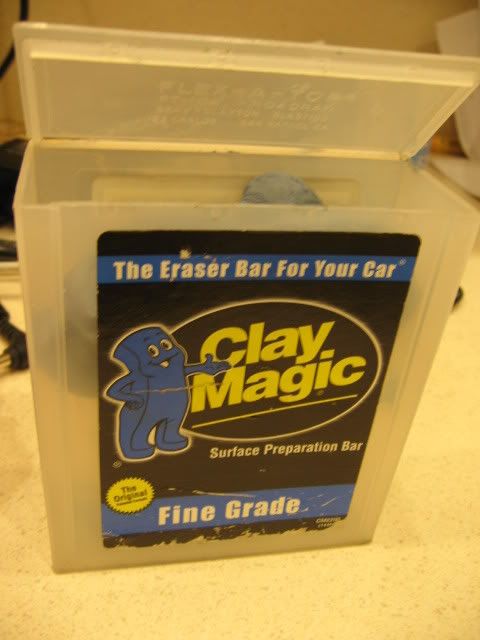 The Eraser Bar For Your Car®
Clay
Magic®
Surface Preparation Bar
®
The
Original
Fine Grade